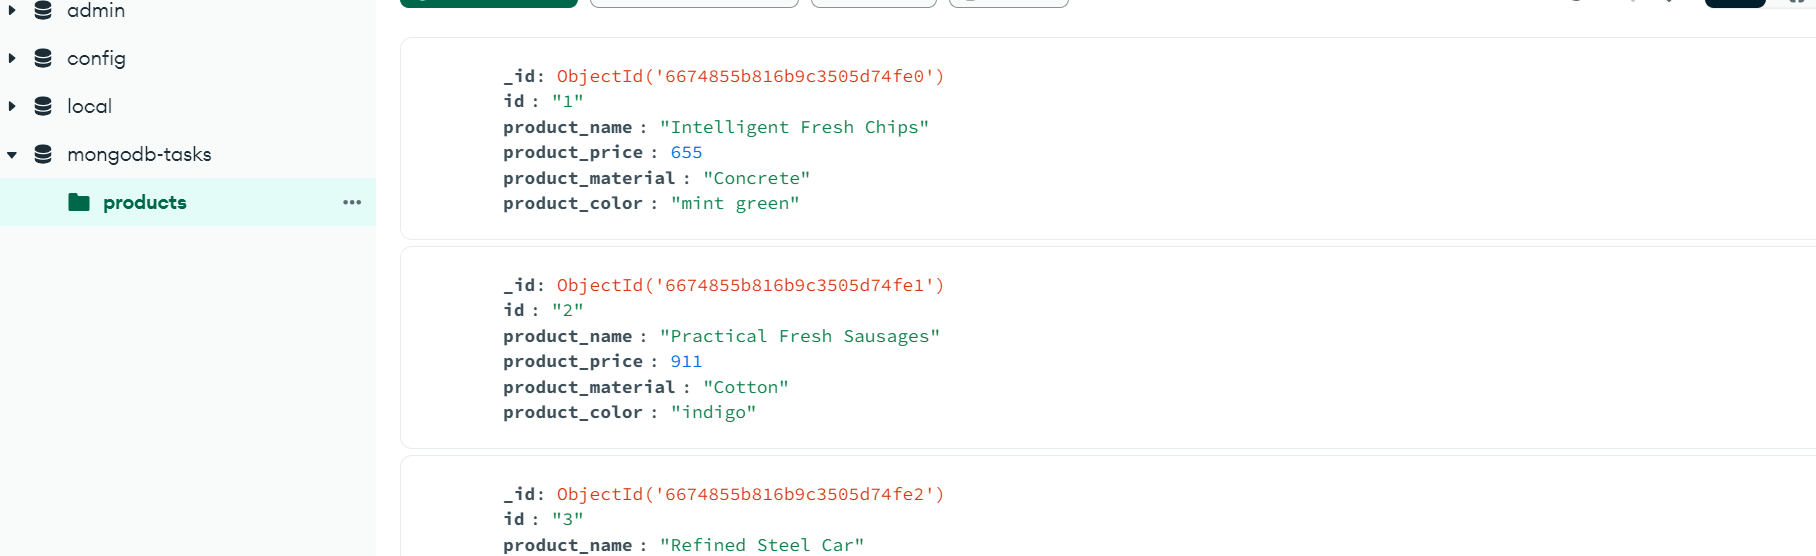 admin
config
local
mongodb-tasks
products
_id: ObjectId('6674855b816b9c3505d74fe0')
id : "1"
product_name : "Intelligent Fresh Chips"
product_price : 655
product_material : "Concrete"
product_color : "mint green"
_id: ObjectId('6674855b816b9c3505d74fe1')
id : "2"
product_name : "Practical Fresh Sausages"
product_price : 911
product_material : "Cotton"
product_color : "indigo"
_id: ObjectId('6674855b816b9c3505d74fe2')
id : "3"
product_name : "Refined Steel Car"